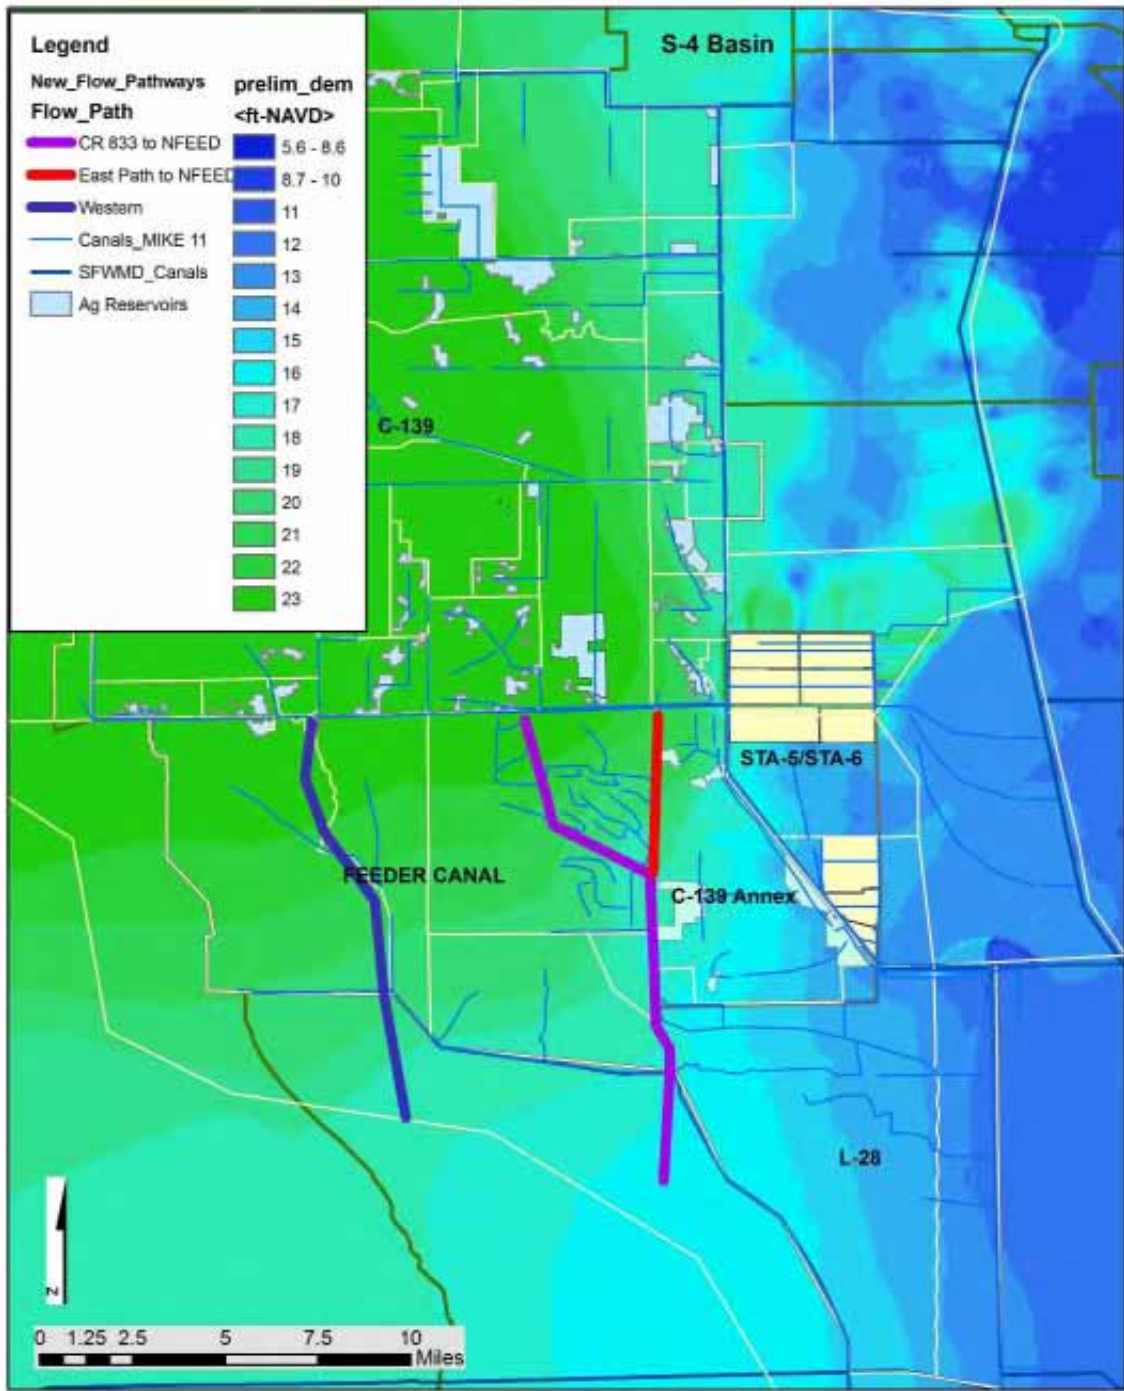 Legend
New_Flow_Pathways
Flow_Path
CR 833 to NFEED
East Path to NFEED
Western
Canals_MIKE 11
SFWMD_Canals
Ag Reservoirs
prelim_dem
<ft-NAVD>
5.6 - 8.6
8.7 - 10
11
12
13
14
15
16
17
18
19
20
21
22
23
S-4 Basin
C-139
STA-5/STA-6
FEEDER CANAL
C-139 Annex
L-28
N
0 1.25 2.5 5 7.5 10
Miles